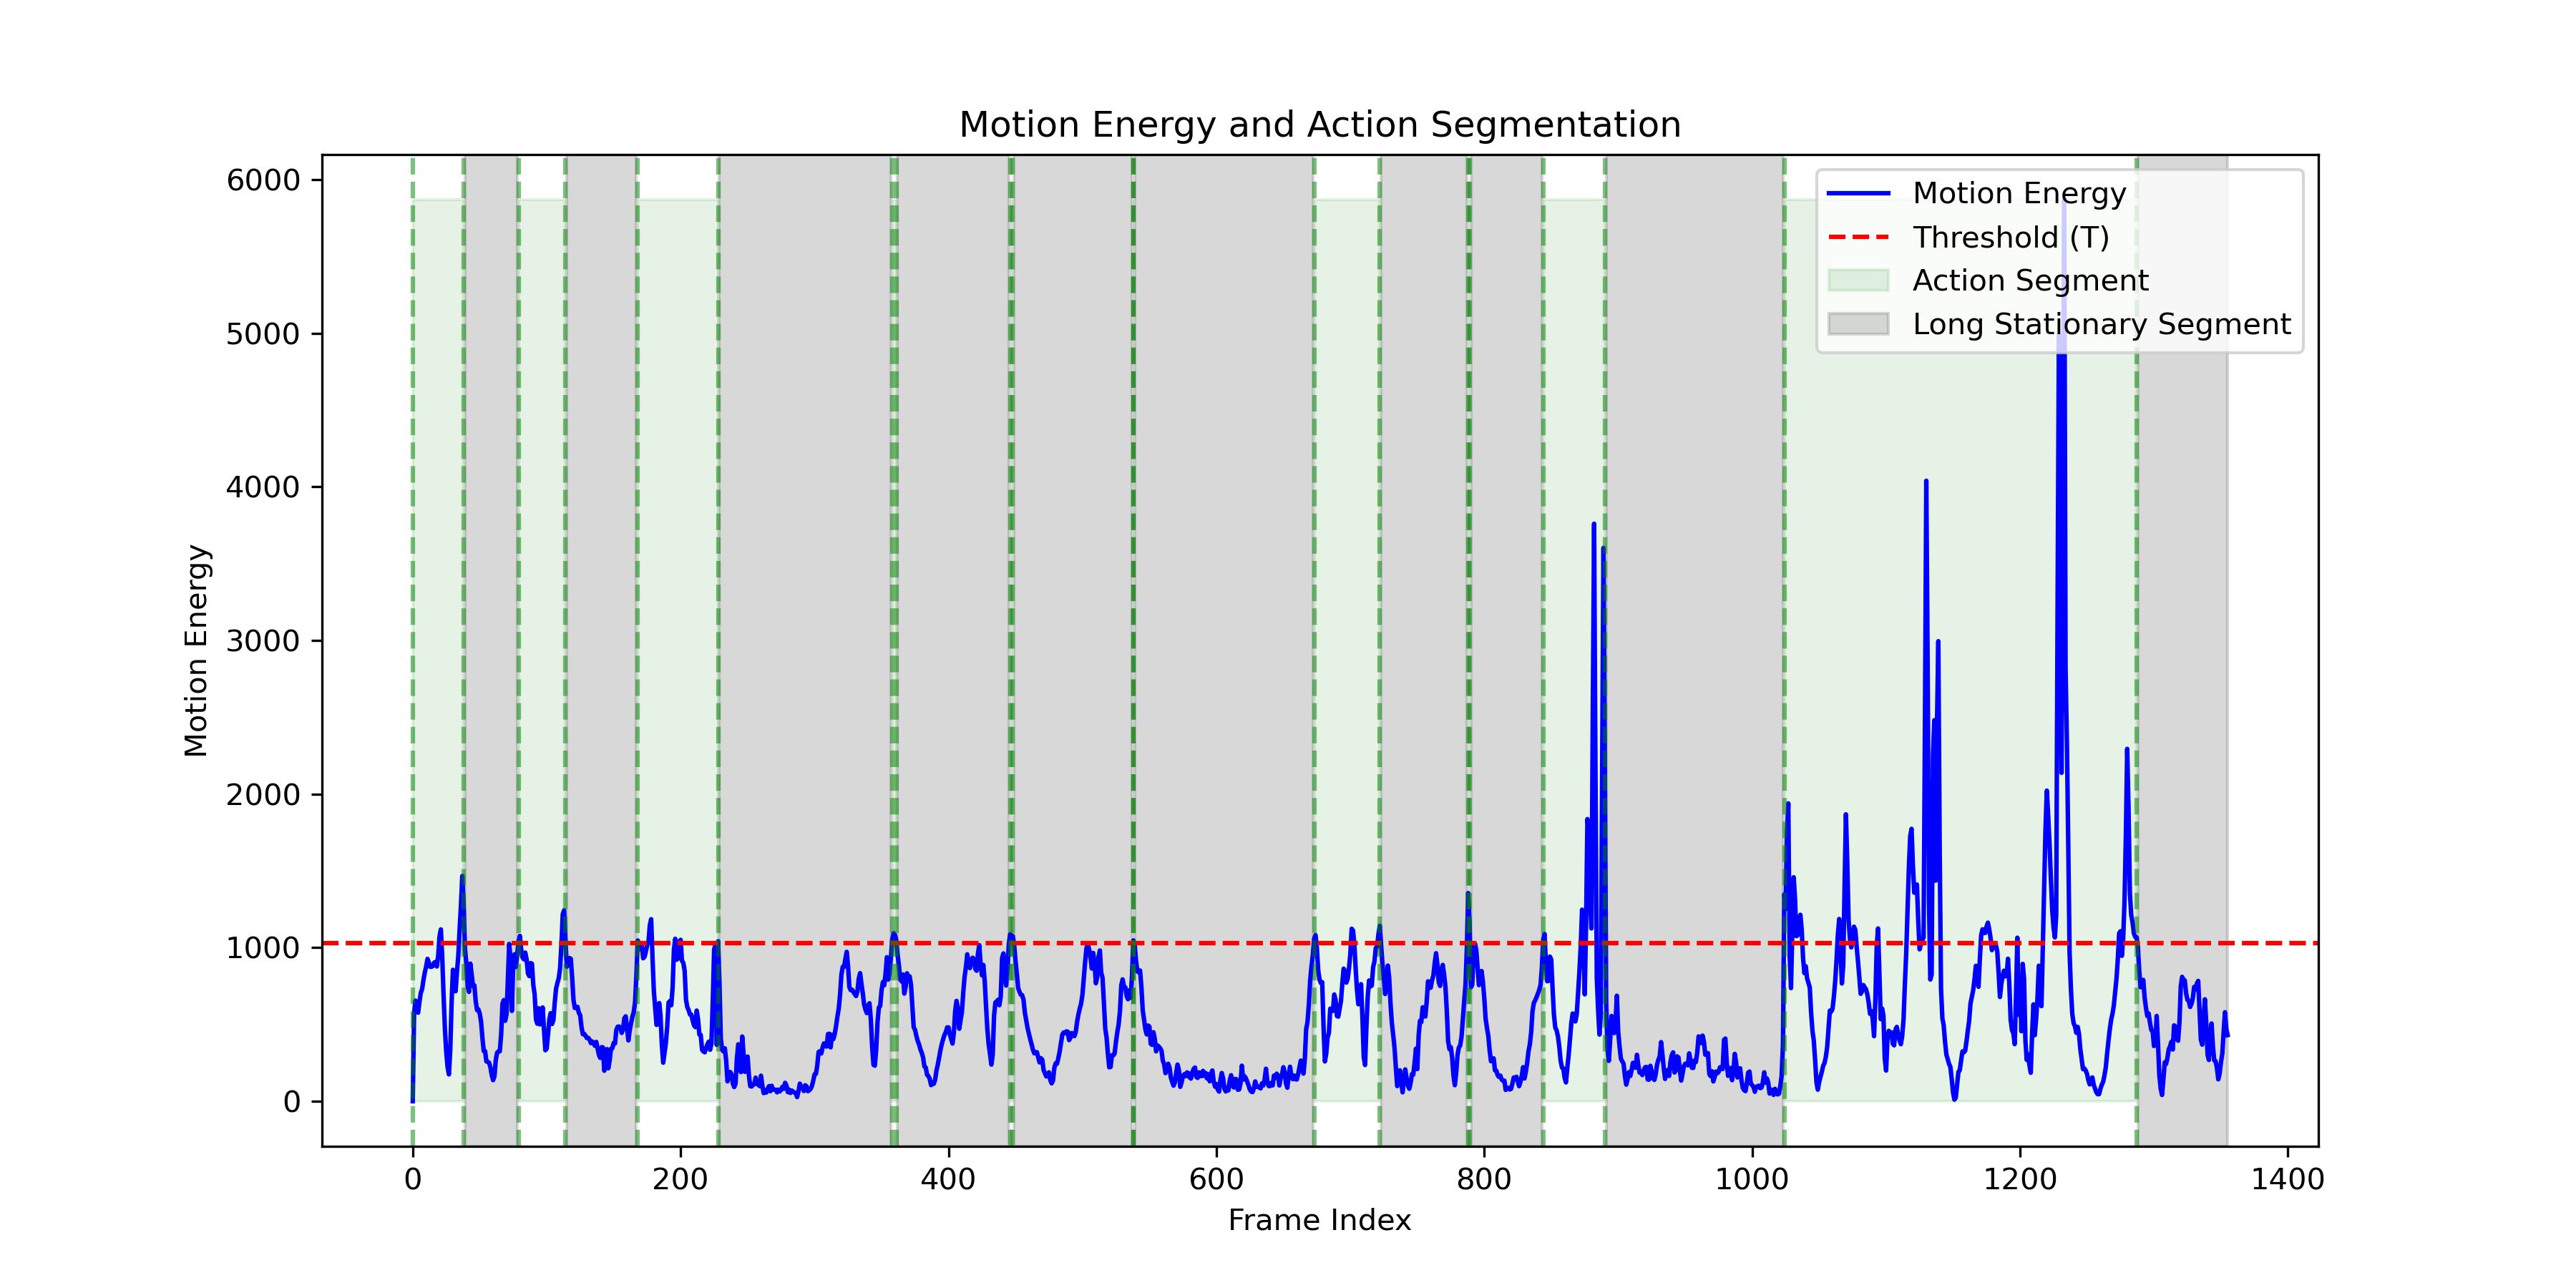 Motion Energy and Action Segmentation
Motion Energy
Threshold (T)
Action Segment
Long Stationary Segment
6000
5000
4000
3000
2000
1000
0
Motion Energy
0 200 400 600 800 1000 1200 1400
Frame Index